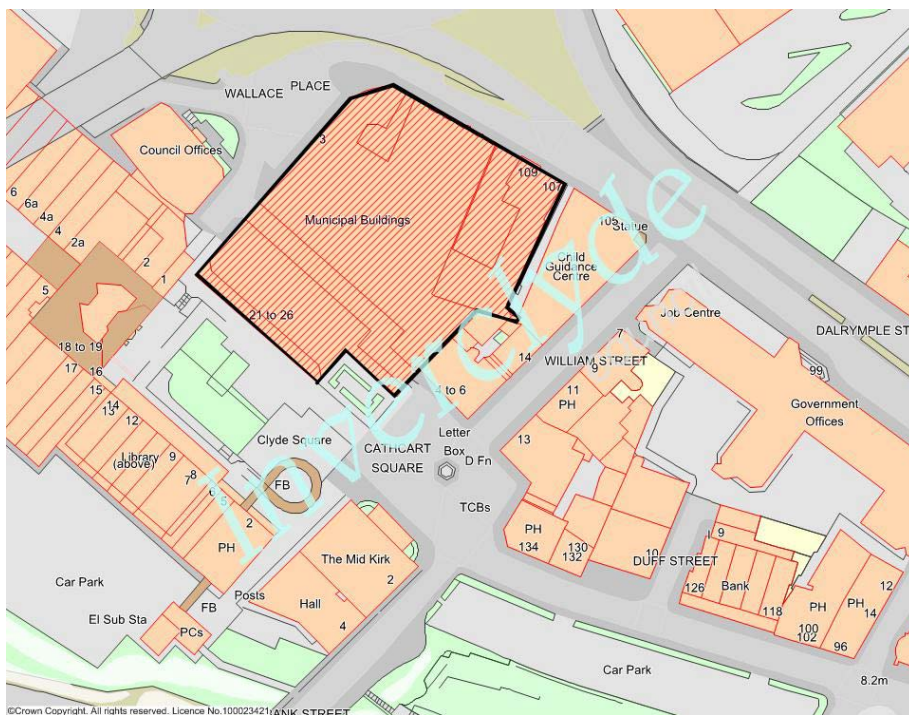 WALLACE PLACE
Council Offices
3
109
107
Municipal Buildings
105
Statue
Child
Guidance
Centre
6
6a
4a
4
2a
2
1
5
21 to 26
18 to 19
17
16
15
14
13
12
Library
(above)
9
8
7
6
5
2
PH
Clyde Square
FB
CATHCART
SQUARE
Letter
Box
D Fn
TCBs
4 to 6
14
WILLIAM STREET
7
9
11
PH
13
Job Centre
DALRYMPLE ST
99
Government
Offices
PH
134
130
132
10
DUFF STREET
9
126
Bank
118
PH
100
102
PH
96
12
14
The Mid Kirk
2
Hall
4
Car Park
El Sub Sta
FB
Posts
PCs
Car Park
8.2m
Inverclyde
©Crown Copyright. All rights reserved. Licence No.100023421
ANK STREET